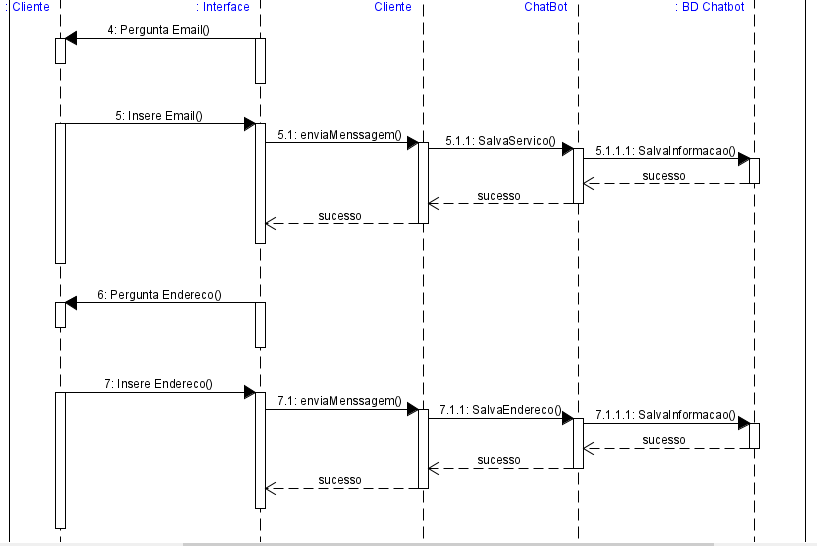 : Cliente
: Interface
Cliente
ChatBot
: BD Chatbot
4: Pergunta Email()
5: Insere Email()
5.1: enviaMenssagem()
5.1.1: SalvaServico()
5.1.1.1: SalvaInformacao()
sucesso
sucesso
sucesso
6: Pergunta Endereco()
7: Insere Endereco()
7.1: enviaMenssagem()
7.1.1: SalvaEndereco()
7.1.1.1: SalvaInformacao()
sucesso
sucesso
sucesso